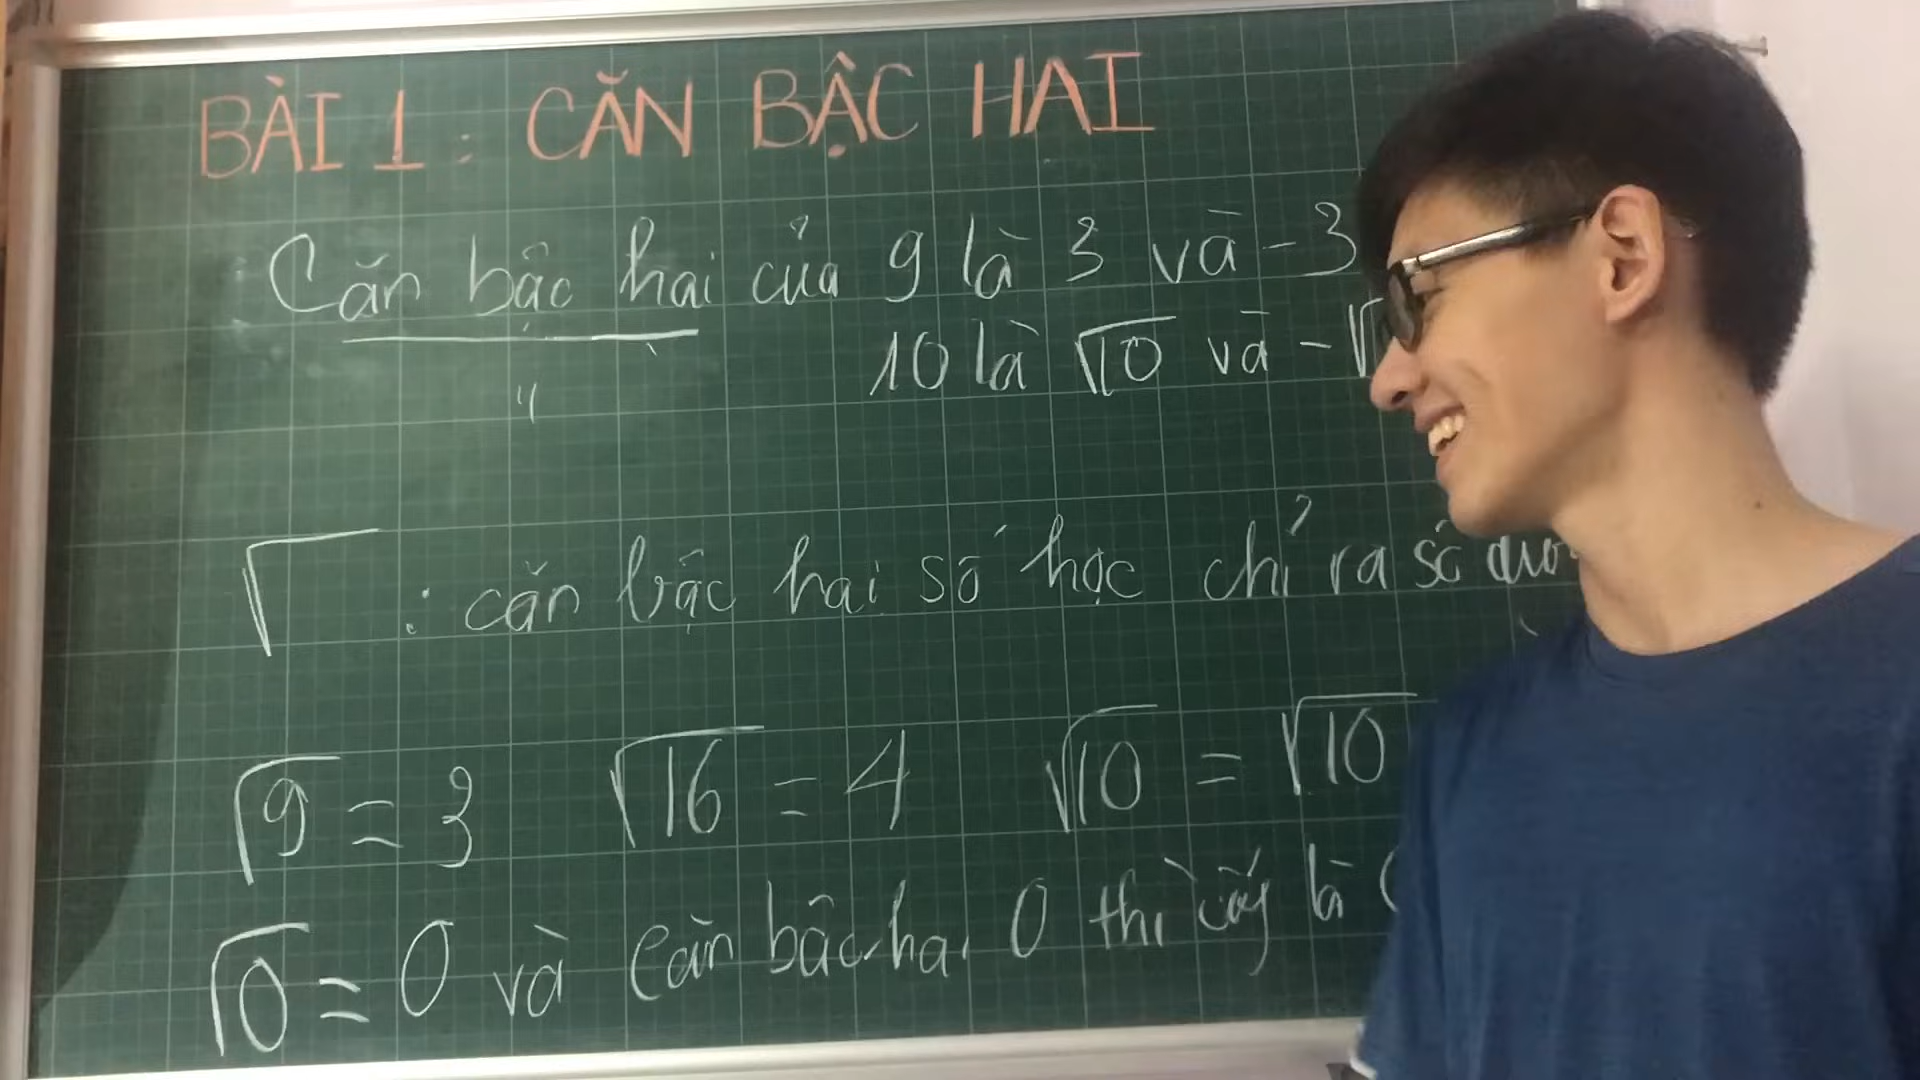 BÀI 1 : CĂN BẬC HAI
Căn bậc hai của 9 là 3 và -3
" 10 là √10 và -√
√ : căn bậc hai số học chỉ ra số
√9 = 3 √16 = 4 √10 = √10
√0 = 0 và căn bậc hai 0 thì cũng là